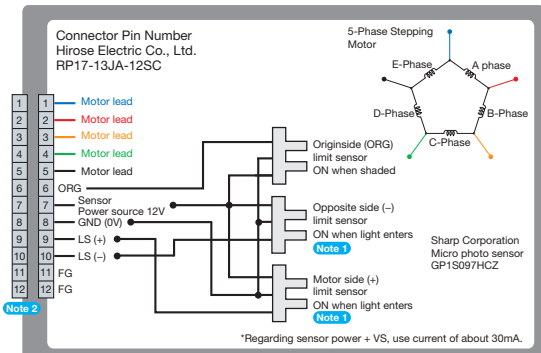 Connector Pin Number
Hirose Electric Co., Ltd.
RP17-13JA-12SC
5-Phase Stepping
Motor
E-Phase
A phase
D-Phase
B-Phase
C-Phase
1 1 Motor lead
2 2 Motor lead
3 3 Motor lead
4 4 Motor lead
5 5 Motor lead
6 6 ORG
7 7 Sensor
Power source 12V
8 8 GND (0V)
9 9 LS (+)
10 10 LS (−)
11 11 FG
12 12 FG
Note 2
Originside (ORG)
limit sensor
ON when shaded
Opposite side (−)
limit sensor
ON when light enters
Note 1
Motor side (+)
limit sensor
ON when light enters
Note 1
Sharp Corporation
Micro photo sensor
GP1S097HCZ
*Regarding sensor power + VS, use current of about 30mA.